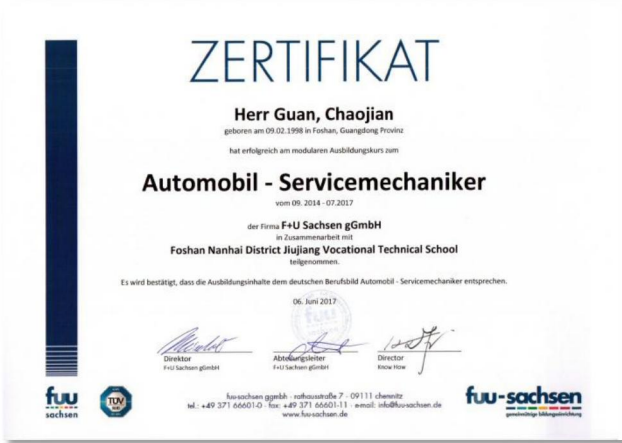 ZERTIFIKAT
Herr Guan, Chaojian
geboren am 09.02.1998 in Foshan, Guangdong Provinz
hat erfolgreich am modularen Ausbildungskurs zum
Automobil - Servicemechaniker
vom 09. 2014 - 07.2017
der Firma F+U Sachsen gGmbH
in Zusammenarbeit mit
Foshan Nanhai District Jiujiang Vocational Technical School
teilgenommen.
Es wird bestätigt, dass die Ausbildungsinhalte dem deutschen Berufsbild Automobil - Servicemechaniker entsprechen.
06. Juni 2017
fuu
Direktor
F+U Sachsen gGmbH
Abteilungsleiter
F+U Sachsen gGmbH
Director
Know How
fuu
sachsen
TÜV
fuu-sachsen ggmbh · rathausstraße 7 · 09111 chemnitz
tel.: +49 371 66601-0 · fax: +49 371 66601-11 · e-mail: info@fuu-sachsen.de
www.fuu-sachsen.de
fuu-sachsen
gemeinnützige bildungseinrichtung